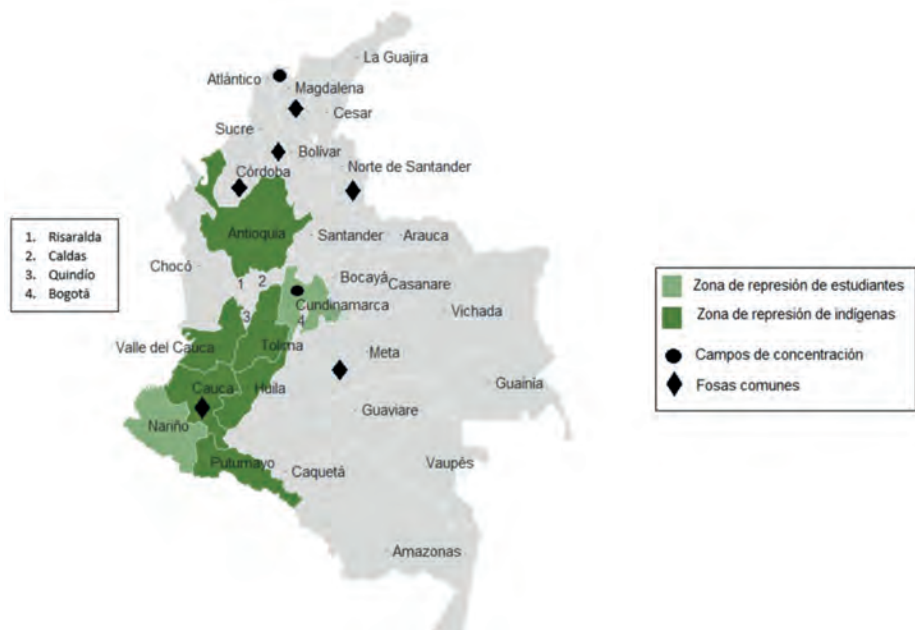 La Guajira
Atlántico
Magdalena
Cesar
Sucre
Bolívar
Norte de Santander
Córdoba
1. Risaralda
2. Caldas
3. Quindío
4. Bogotá
Antioquia
Santander
Arauca
Chocó
1
2
Bocayá
Casanare
Cundinamarca
Vichada
3
4
Valle del Cauca
Tolima
Meta
Cauca
Huila
Guainía
Nariño
Guaviare
Putumayo
Caquetá
Vaupés
Amazonas
Zona de represión de estudiantes
Zona de represión de indígenas
Campos de concentración
Fosas comunes